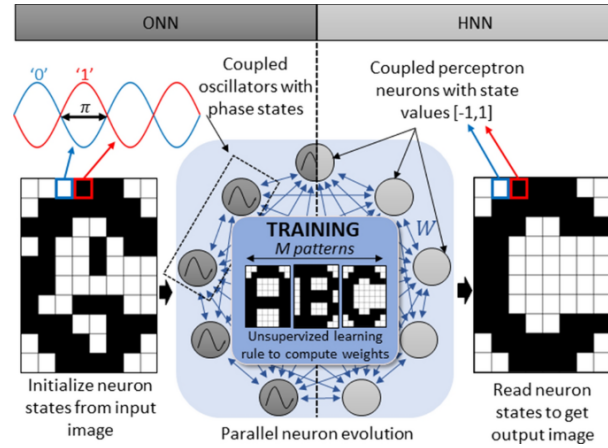 ONN
HNN
'0'
'1'
π
Coupled
oscillators with
phase states
Coupled perceptron
neurons with state
values [-1,1]
W
TRAINING
M patterns
Unsupervized learning
rule to compute weights
Initialize neuron
states from input
image
Parallel neuron evolution
Read neuron
states to get
output image